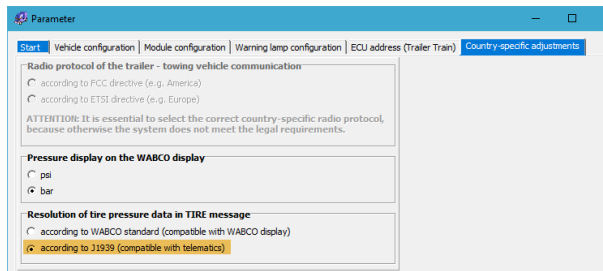 Parameter
Start Vehicle configuration Module configuration Warning lamp configuration ECU address (Trailer Train) Country-specific adjustments
Radio protocol of the trailer - towing vehicle communication
according to FCC directive (e.g. America)
according to ETSI directive (e.g. Europe)
ATTENTION: It is essential to select the correct country-specific radio protocol,
because otherwise the system does not meet the legal requirements.
Pressure display on the WABCO display
psi
bar
Resolution of tire pressure data in TIRE message
according to WABCO standard (compatible with WABCO display)
according to J1939 (compatible with telematics)